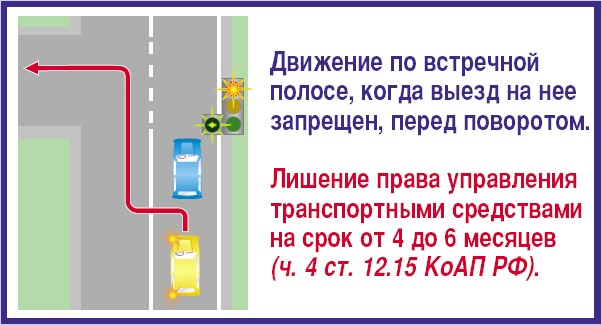 Движение по встречной
полосе, когда выезд на нее
запрещен, перед поворотом.
Лишение права управления
транспортными средствами
на срок от 4 до 6 месяцев
(ч. 4 ст. 12.15 КоАП РФ).